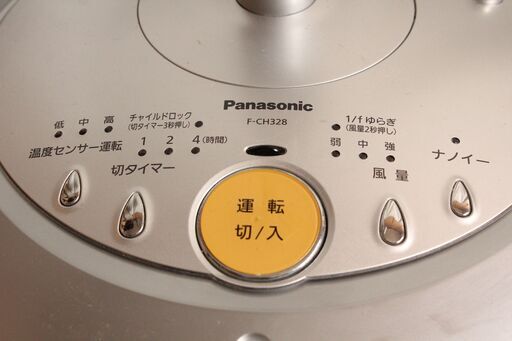 Panasonic
F-CH328
低 中 高
温度センサー運転
チャイルドロック
(切タイマー3秒押し)
1 2 4(時間)
切タイマー
1/f ゆらぎ
(風量2秒押し)
弱 中 強
風量
ナノイー
運転
切/入